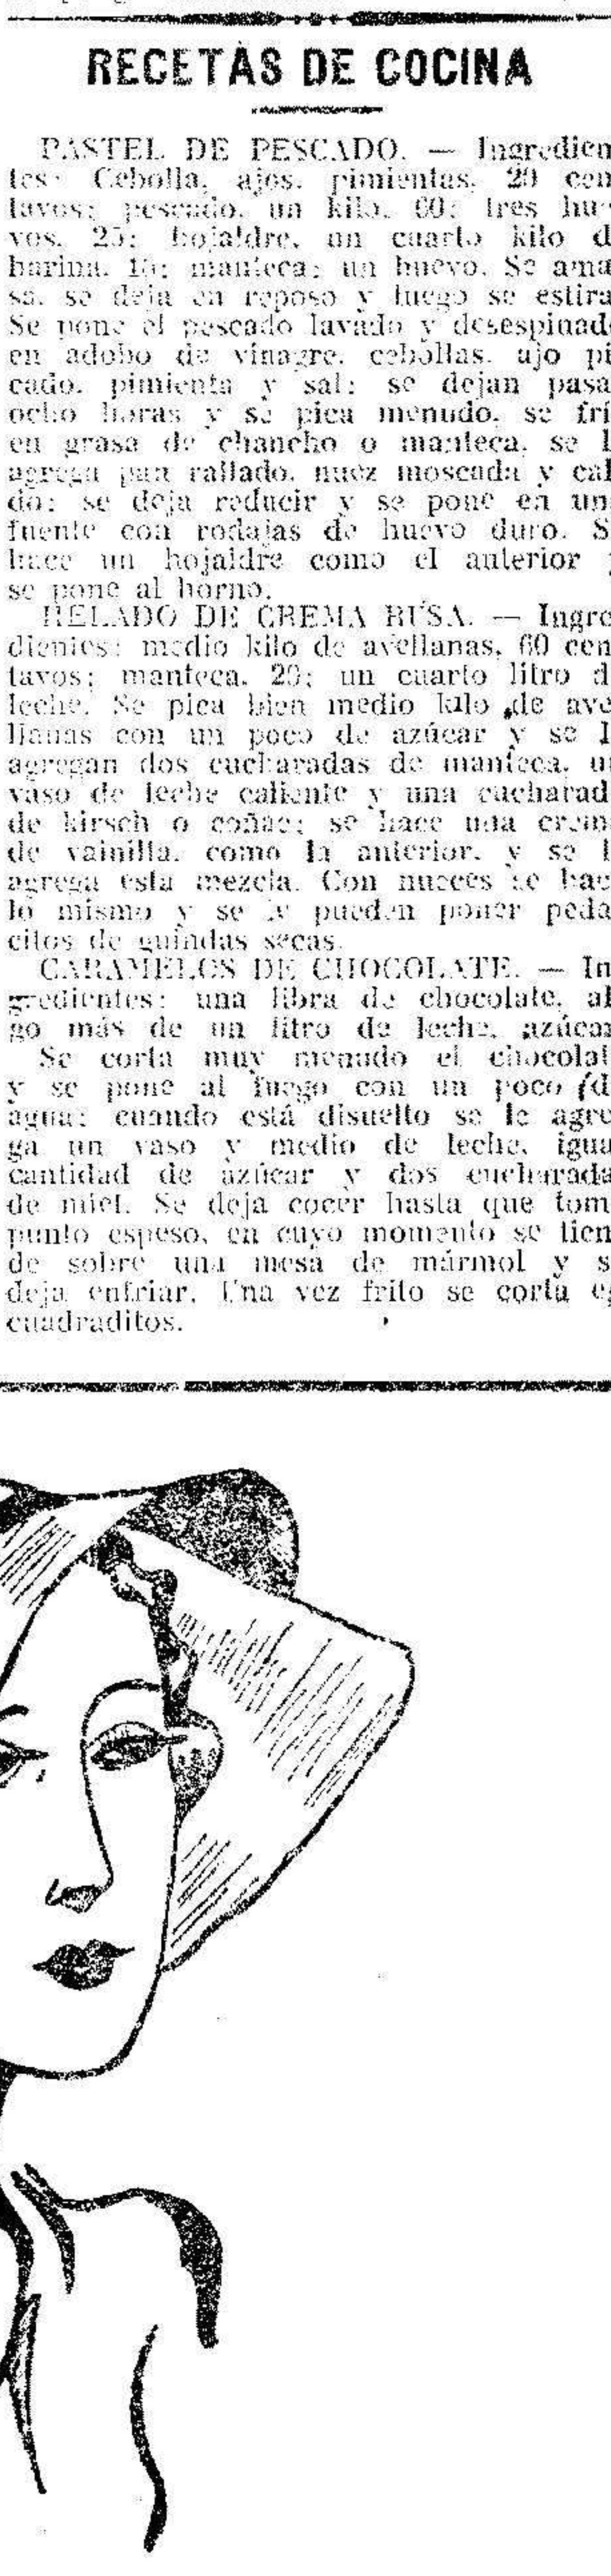 RECETAS DE COCINA
PASTEL DE PESCADO. — Ingredien
tes: Cebolla, ajos, pimientas, 20 cen
tavos; pescado, un kilo, 60; tres hue
vos, 25; hojaldre, un cuarto kilo d
harina, 15; manteca; un huevo. Se ama
sa, se deja en reposo y luego se estira
Se pone el pescado lavado y desespinad
en adobo de vinagre, cebollas, ajo pi
cado, pimienta y sal; se dejan pasa
ocho horas y se pica menudo, se frí
en grasa de chancho o manteca, se l
agrega pan rallado, nuez moscada y cal
do; se deja reducir y se pone en un
fuente con rodajas de huevo duro. S
hace un hojaldre como el anterior y
se pone al horno.
HELADO DE CREMA RUSA. — Ingre
dientes: medio kilo de avellanas, 60 cen
tavos; manteca, 20; un cuarto litro d
leche. Se pica bien medio kilo de ave
llanas con un poco de azúcar y se l
agregan dos cucharadas de manteca, u
vaso de leche caliente y una cucharad
de kirsch o coñac; se hace una crem
de vainilla, como la anterior, y se l
agrega esta mezcla. Con nueces se hac
lo mismo y se le pueden poner peda
citos de guindas secas.
CARAMELOS DE CHOCOLATE. — In
gredientes: una libra de chocolate, al
go más de un litro de leche, azúcar
Se corta muy menudo el chocolat
y se pone al fuego con un poco (d
agua; cuando está disuelto se le agre
ga un vaso y medio de leche, igua
cantidad de azúcar y dos cucharada
de miel. Se deja cocer hasta que tom
punto espeso, en cuyo momento se tien
de sobre una mesa de mármol y s
deja enfriar. Una vez frito se corta e
cuadraditos.